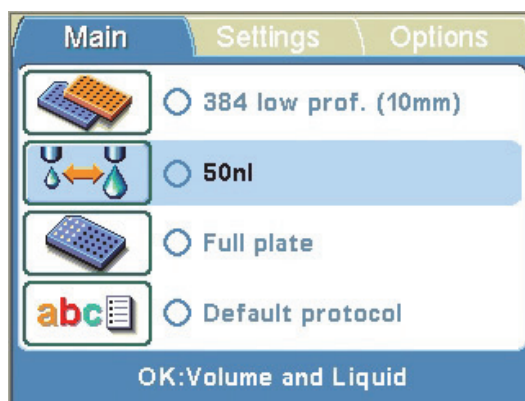 Main Settings Options
384 low prof. (10mm)
50nl
Full plate
abc Default protocol
OK:Volume and Liquid